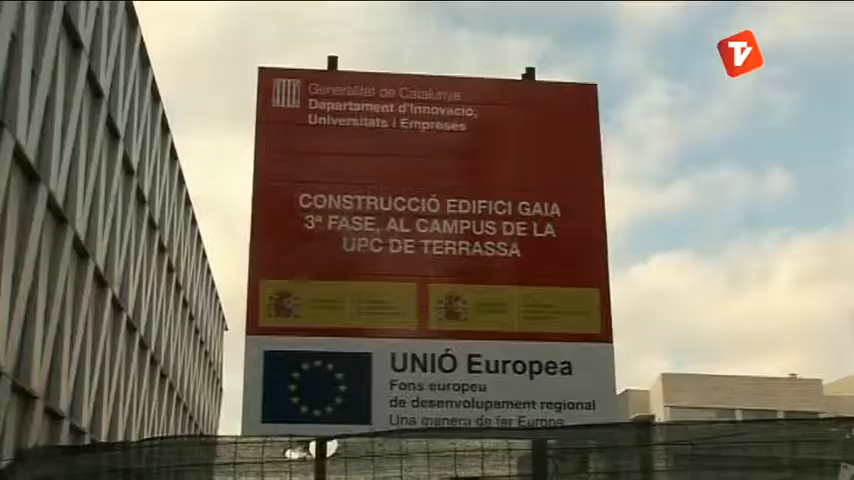 TV
Generalitat de Catalunya
Departament d'Innovació,
Universitats i Empreses
CONSTRUCCIÓ EDIFICI GAIA
3ª FASE, AL CAMPUS DE LA
UPC DE TERRASSA
UNIÓ Europea
Fons europeu
de desenvolupament regional
Una manera de fer Europa